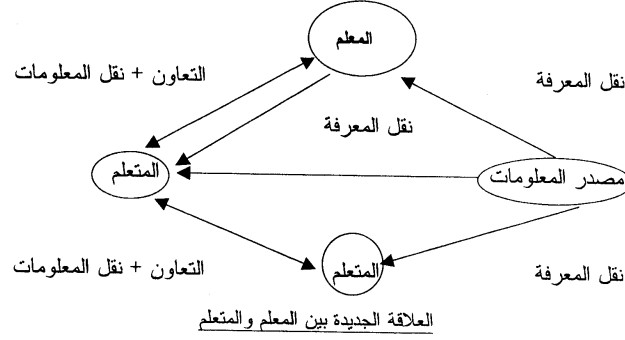 المعلم
التعاون + نقل المعلومات
نقل المعرفة
نقل المعرفة
المتعلم
مصدر المعلومات
المتعلم
التعاون + نقل المعلومات
نقل المعرفة
العلاقة الجديدة بين المعلم والمتعلم